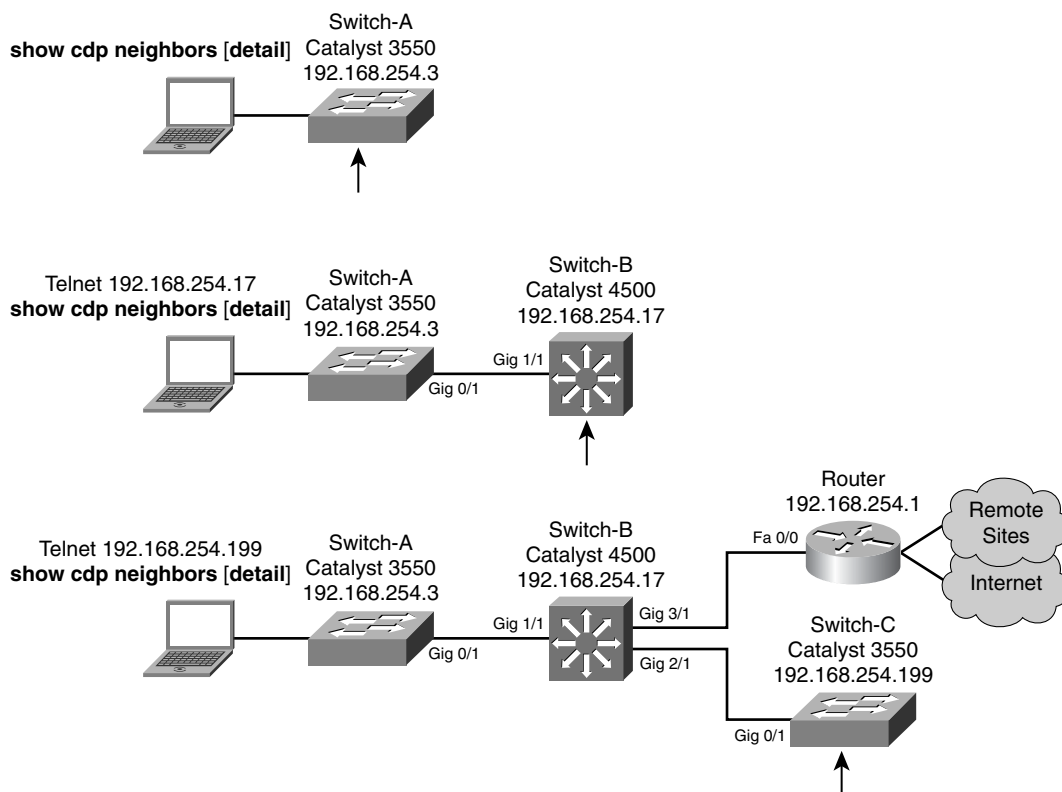 Switch-A
Catalyst 3550
192.168.254.3
show cdp neighbors [detail]
Telnet 192.168.254.17
show cdp neighbors [detail]
Switch-A
Catalyst 3550
192.168.254.3
Gig 0/1
Switch-B
Catalyst 4500
192.168.254.17
Gig 1/1
Telnet 192.168.254.199
show cdp neighbors [detail]
Switch-A
Catalyst 3550
192.168.254.3
Gig 0/1
Switch-B
Catalyst 4500
192.168.254.17
Gig 1/1
Gig 3/1
Gig 2/1
Router
192.168.254.1
Fa 0/0
Remote
Sites
Internet
Switch-C
Catalyst 3550
192.168.254.199
Gig 0/1